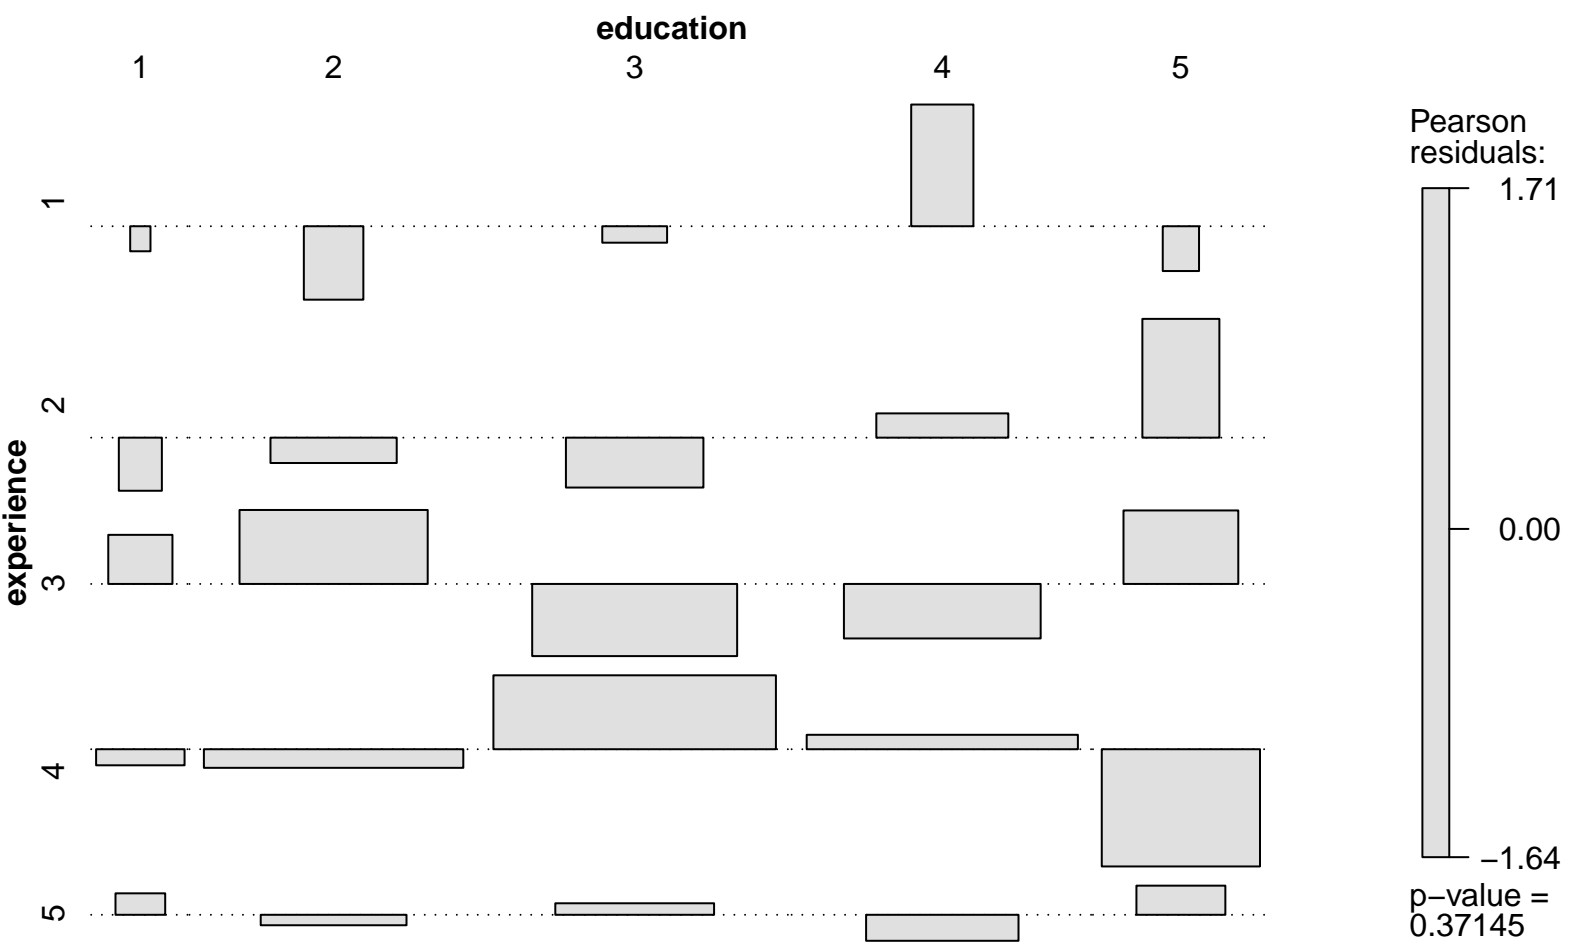 education
1 2 3 4 5
experience
1
2
3
4
5
Pearson
residuals:
1.71
0.00
−1.64
p−value =
0.37145